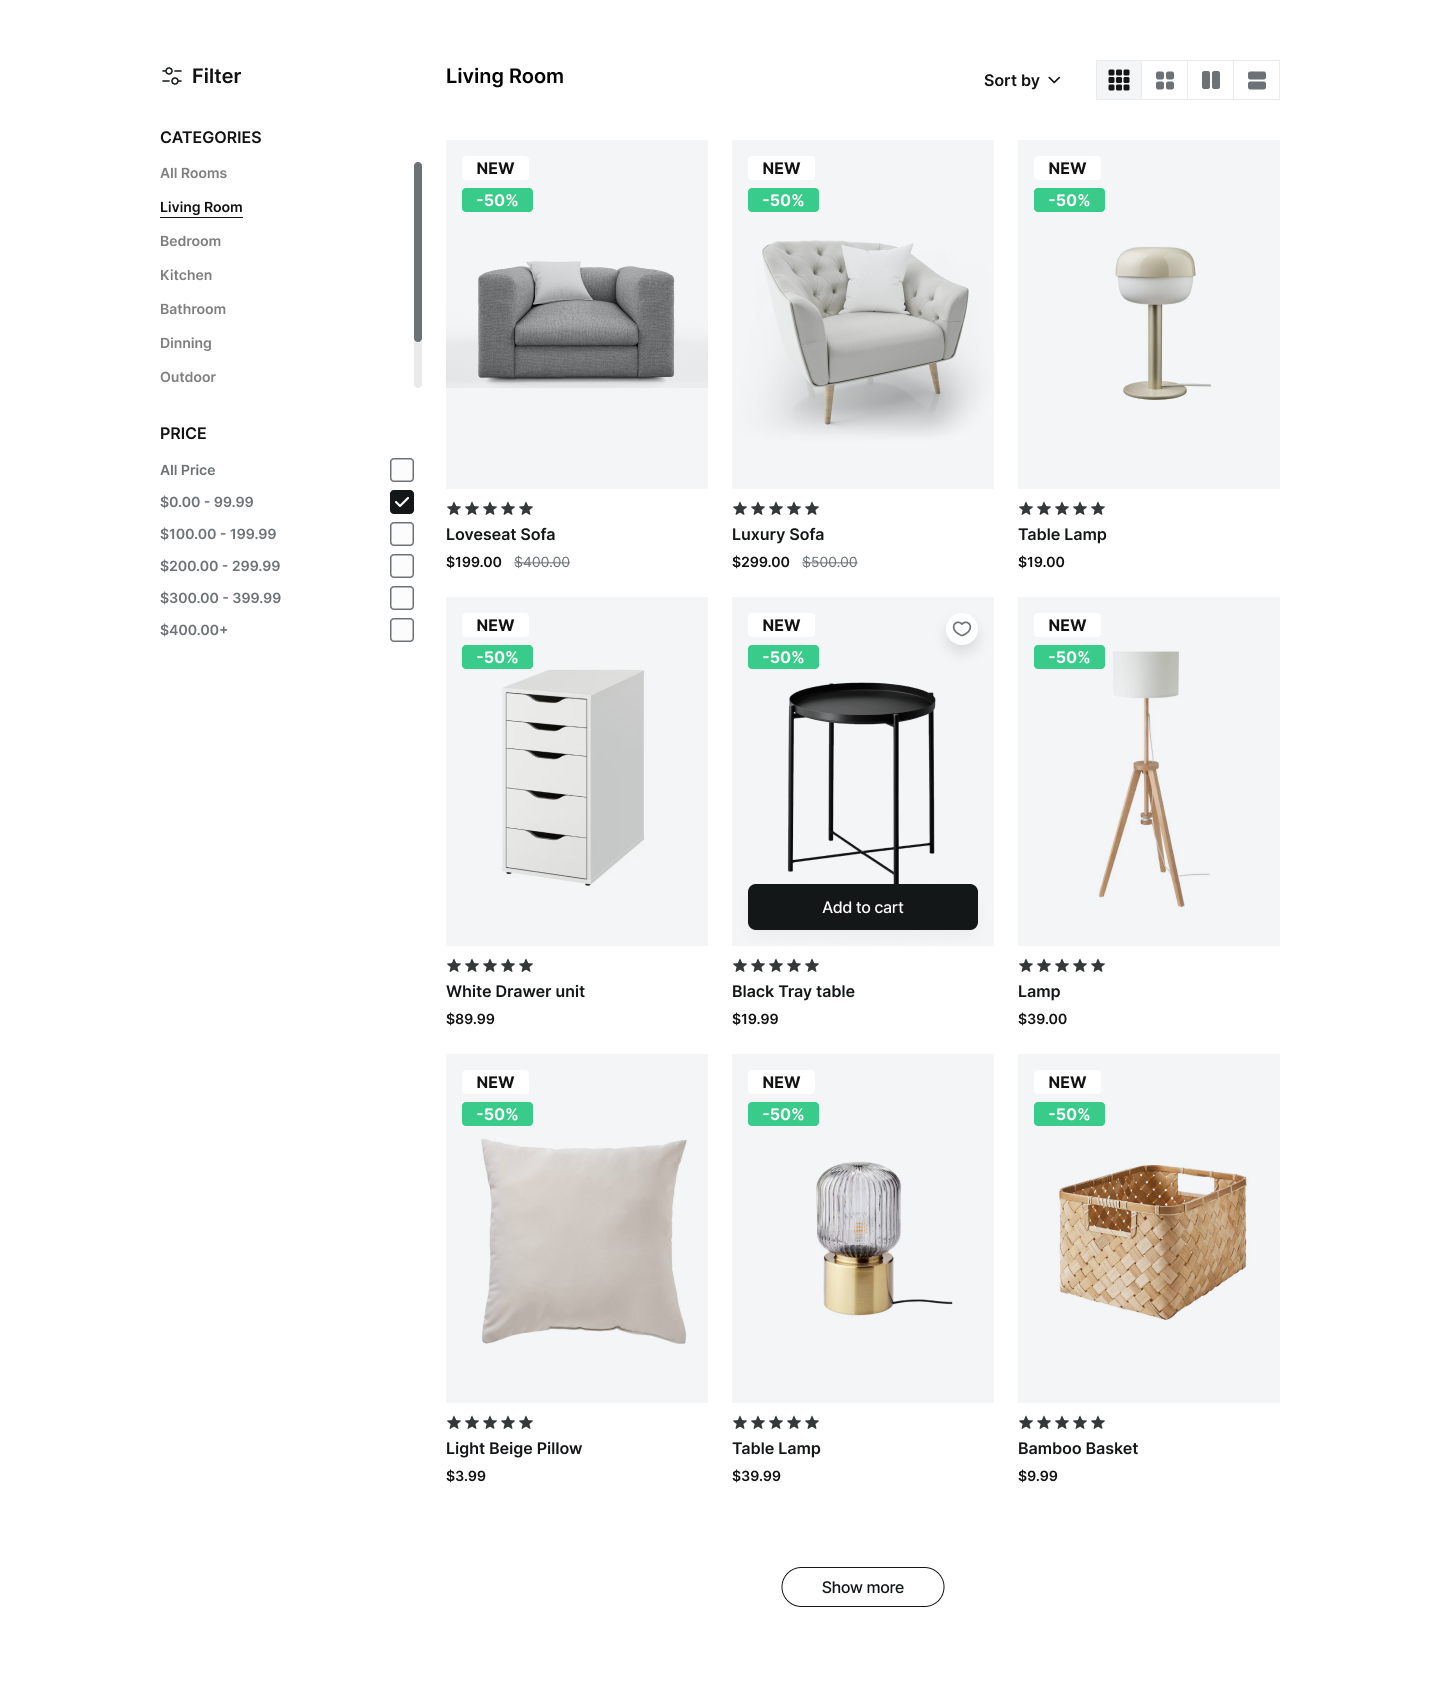 Filter
CATEGORIES
All Rooms
Living Room
Bedroom
Kitchen
Bathroom
Dinning
Outdoor
PRICE
All Price
$0.00 - 99.99
$100.00 - 199.99
$200.00 - 299.99
$300.00 - 399.99
$400.00+
Living Room
Sort by
NEW
-50%
Loveseat Sofa
$199.00 $400.00
NEW
-50%
Luxury Sofa
$299.00 $500.00
NEW
-50%
Table Lamp
$19.00
NEW
-50%
White Drawer unit
$89.99
NEW
-50%
Add to cart
Black Tray table
$19.99
NEW
-50%
Lamp
$39.00
NEW
-50%
Light Beige Pillow
$3.99
NEW
-50%
Table Lamp
$39.99
NEW
-50%
Bamboo Basket
$9.99
Show more